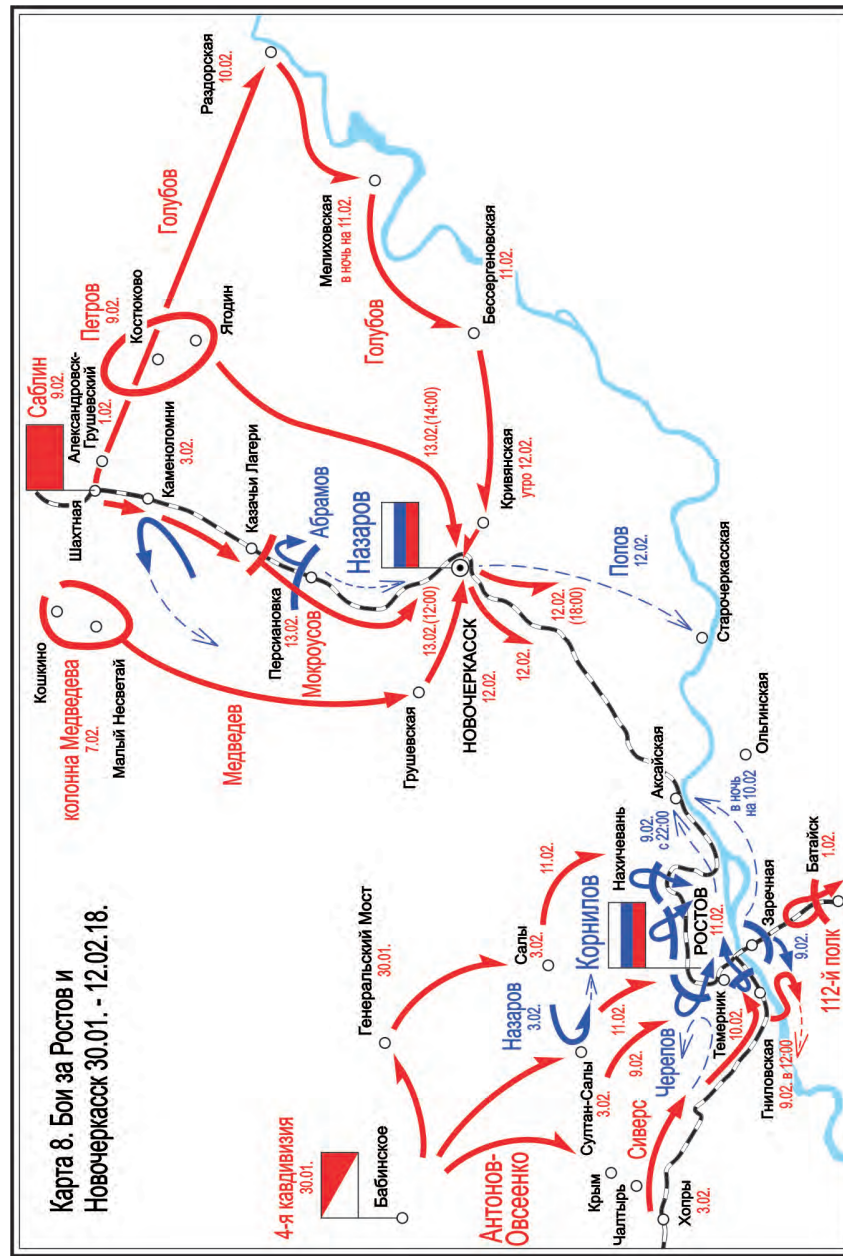 Карта 8. Бои за Ростов и
Новочеркасск 30.01. - 12.02.18.
4-я кавдивизия
30.01.
Бабинское
Генеральский Мост
30.01.
Антонов-
Овсеенко
Крым
Чалтырь
Хопры
3.02.
Сиверс
Султан-Салы
3.02.
9.02.
11.02.
Назаров
3.02.
Салы
3.02.
11.02.
Черепов
Корнилов
Нахичевань
РОСТОВ
11.02.
Темерник
10.02.
Гниловская
9.02. в 12:00
112-й полк
9.02.
Заречная
Батайск
1.02.
9.02.
с 22:00
Аксайская
в ночь
на 10.02
Ольгинская
Старочеркасская
колонна Медведева
7.02.
Кошкино
Малый Несветай
Медведев
Грушевская
Саблин
9.02.
Шахтная
Александровск-
Грушевский
1.02.
Каменоломни
3.02.
Казачьи Лагери
Персиановка
13.02.
Мокроусов
13.02.(12:00)
Абрамов
Назаров
НОВОЧЕРКАССК
12.02.
12.02.
12.02.
(18:00)
Попов
12.02.
Петров
9.02.
Костюково
Ягодин
13.02.(14:00)
Кривянская
утро 12.02.
Голубов
Раздорская
10.02.
Мелиховская
в ночь на 11.02.
Голубов
Бессергеновская
11.02.